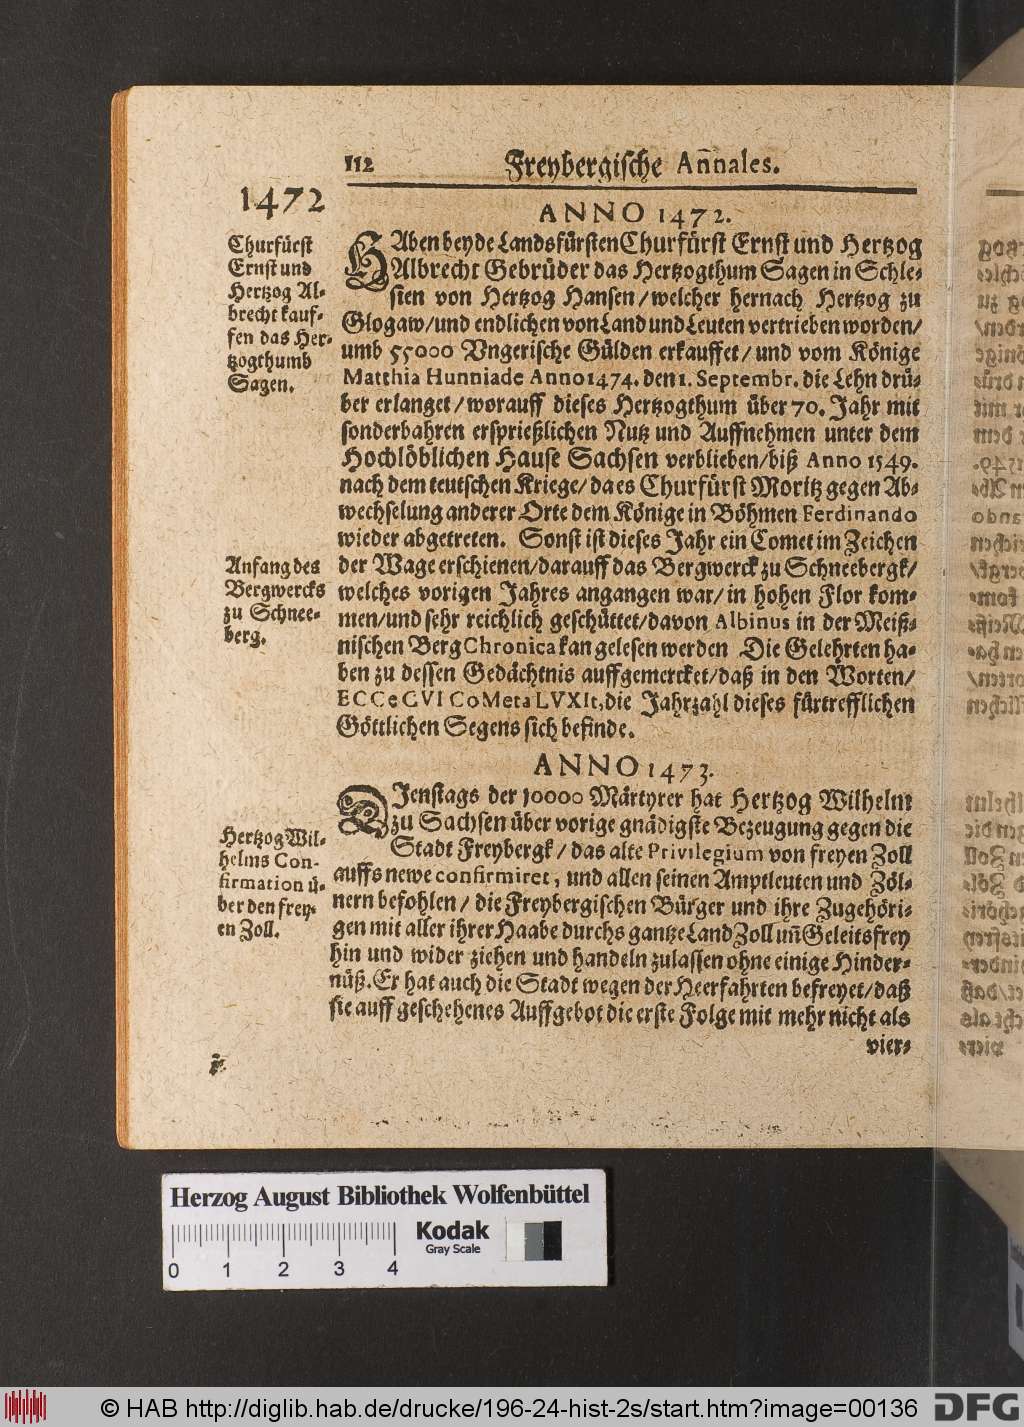 112 Freybergische Añnales.
1472
ANNO 1472.
Churfürst
Ernst und
Hertzog Al-
brecht kauf-
fen das Her-
tzogthumb
Sagen.
HAben beyde Landsfürsten Churfürst Ernst und Hertzog
Albrecht Gebrüder das Hertzogthum Sagen in Schle-
sien von Hertzog Hansen / welcher hernach Hertzog zu
Glogaw / und endlichen von Land und Leuten vertrieben worden /
umb 55000 Vngerische Gülden erkauffet / und vom Könige
Matthia Hunniade Anno 1474. den 1. Septembr. die Lehn drü-
ber erlanget / worauff dieses Hertzogthum über 70. Jahr mit
sonderbahren ersprießlichen Nutz und Auffnehmen unter dem
Hochlöblichen Hause Sachsen verblieben / biß Anno 1549.
nach dem teutschen Kriege / da es Churfürst Moritz gegen Ab-
wechselung anderer Orte dem Könige in Böhmen Ferdinando
wieder abgetreten. Sonst ist dieses Jahr ein Comet im Zeichen
der Wage erschienen / darauff das Bergwerck zu Schneebergk /
welches vorigen Jahres angangen war / in hohen Flor kom-
men / und sehr reichlich geschüttet / davon Albinus in der Meiß-
nischen Berg Chronica kan gelesen werden Die Gelehrten ha-
ben zu dessen Gedächtnis auffgemercket / daß in den Worten /
ECCe GVI CoMeta LVXIt, die Jahrzahl dieses fürtrefflichen
Göttlichen Segens sich befinde.
Anfang des
Bergwercks
zu Schnee-
berg.
ANNO 1473.
DIenstags der 10000 Märtyrer hat Hertzog Wilhelm
zu Sachsen über vorige gnädigste Bezeugung gegen die
Stadt Freybergk / das alte Privilegium von freyen Zoll
auffs newe confirmiret, und allen seinen Amptleuten und Zöl-
nern befohlen / die Freybergischen Bürger und ihre Zugehöri-
gen mit aller ihrer Haabe durchs gantze Land Zoll uñ Geleitsfrey
hin und wider ziehen und handeln zulassen ohne einige Hinder-
nüß. Er hat auch die Stadt wegen der Heerfahrten befreyet / daß
sie auff geschehenes Auffgebot die erste Folge mit mehr nicht als
vier-
Hertzog Wil-
helms Con-
firmation ü-
ber den frey-
en Zoll.
Herzog August Bibliothek Wolfenbüttel
Kodak
Gray Scale
0 1 2 3 4
© HAB http://diglib.hab.de/drucke/196-24-hist-2s/start.htm?image=00136
DFG